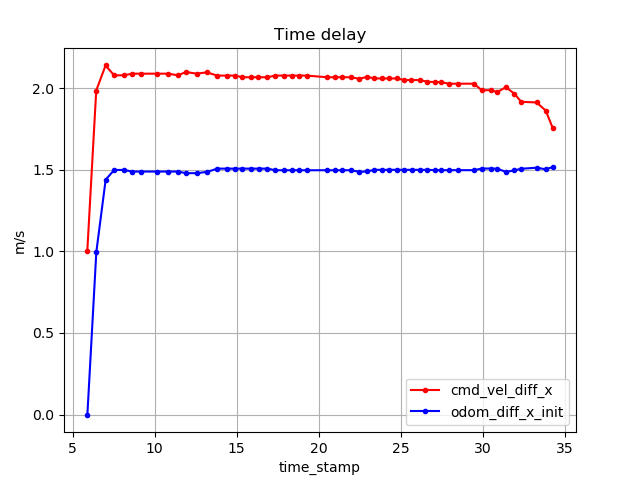 Time delay
2.0
1.5
1.0
0.5
0.0
m/s
cmd_vel_diff_x
odom_diff_x_init
5 10 15 20 25 30 35
time_stamp